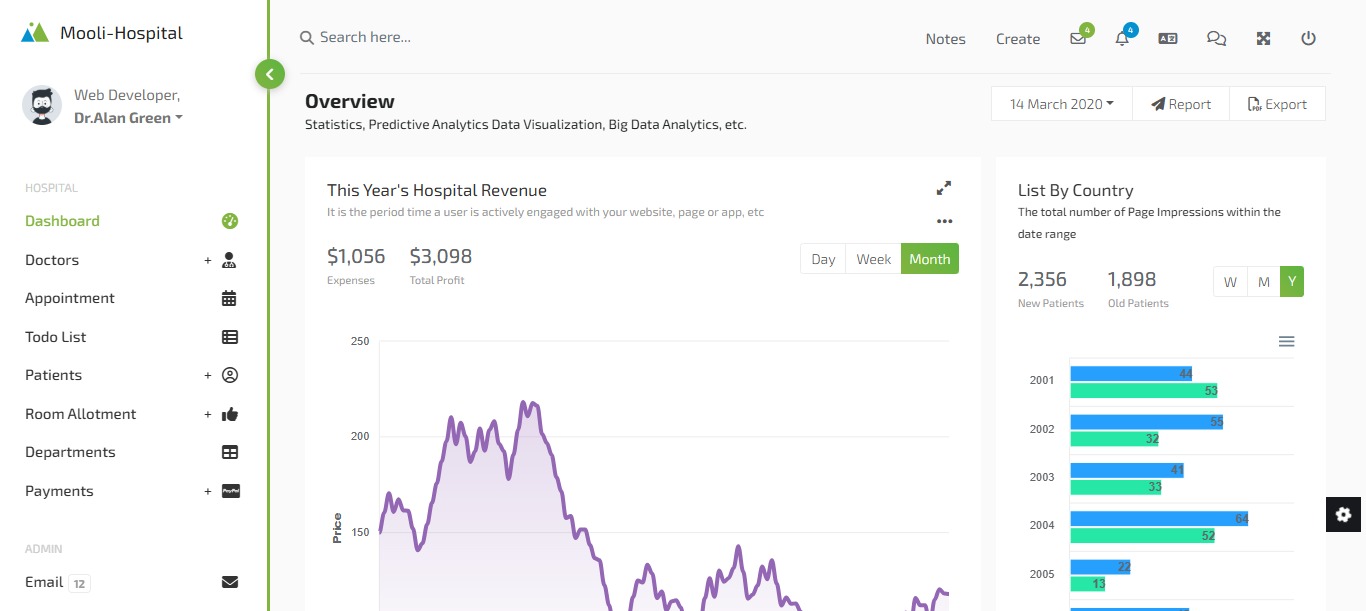 Mooli-Hospital
Web Developer,
Dr.Alan Green
HOSPITAL
Dashboard
Doctors +
Appointment
Todo List
Patients +
Room Allotment +
Departments
Payments + PayPal
ADMIN
Email 12
Search here...
Notes Create 4 4
Overview
Statistics, Predictive Analytics Data Visualization, Big Data Analytics, etc.
14 March 2020 Report Export
This Year's Hospital Revenue
It is the period time a user is actively engaged with your website, page or app, etc
$1,056 $3,098
Expenses Total Profit
Day Week Month
250
200
150
Price
List By Country
The total number of Page Impressions within the
date range
2,356 1,898
New Patients Old Patients
W M Y
2001 44
53
2002 55
32
2003 41
33
2004 64
52
2005 22
13